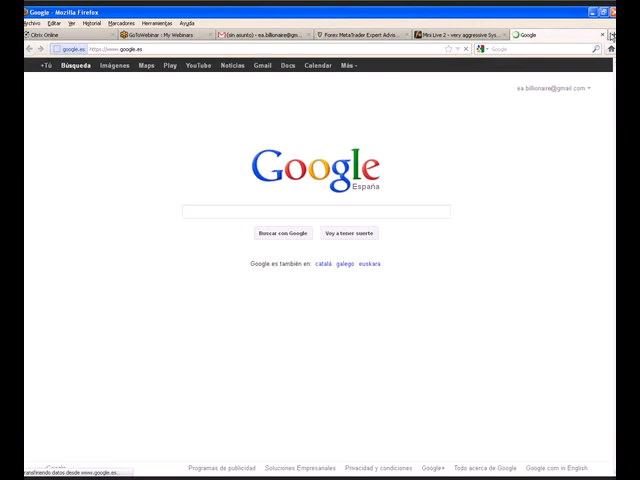 Google - Mozilla Firefox
Archivo Editar Ver Historial Marcadores Herramientas Ayuda
Citrix Online GoToWebinar : My Webinars (sin asunto) - ea.billionaire@gm... Forex MetaTrader Expert Advis... Mini Live 2 - very aggressive Sys... Google
google.es https://www.google.es Google
+Tú Búsqueda Imágenes Maps Play YouTube Noticias Gmail Docs Calendar Más
ea.billionaire@gmail.com
Google
España
Buscar con Google Voy a tener suerte
Google.es también en: català galego euskara
transfiriendo datos desde www.google.es...
Programas de publicidad Soluciones Empresariales Privacidad y condiciones Google+ Todo acerca de Google Google.com in English